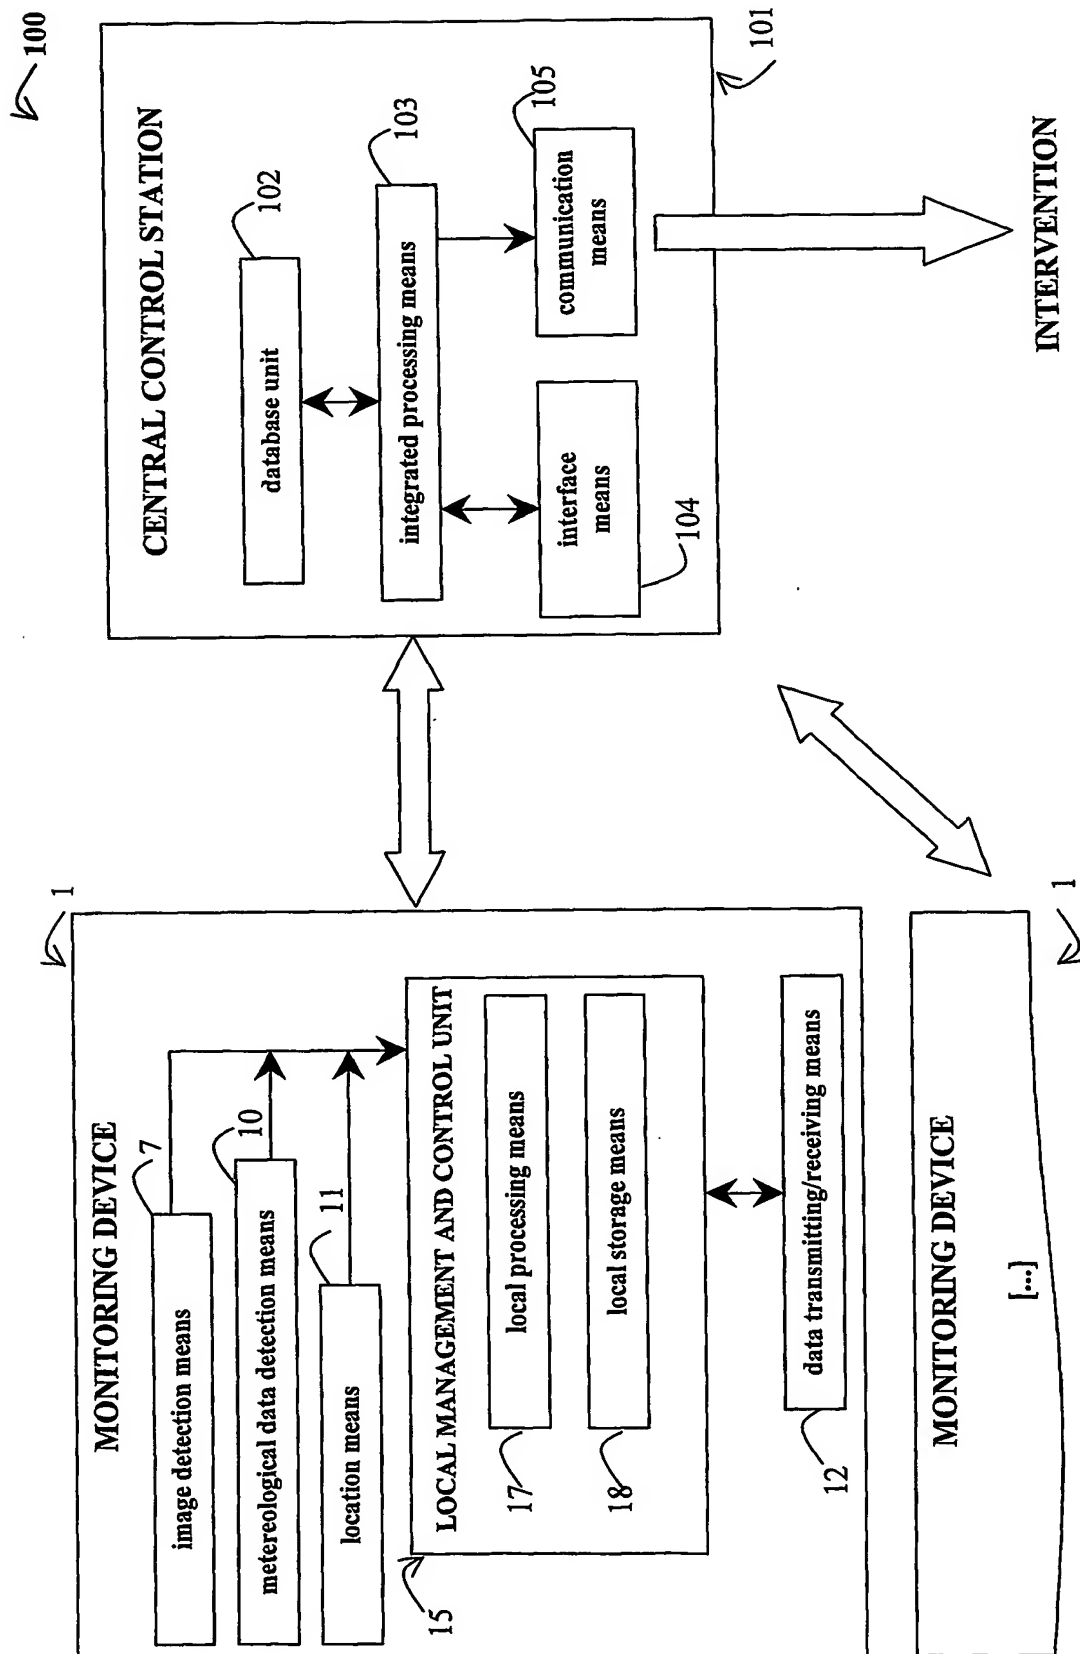 100
MONITORING DEVICE
1
7
image detection means
10
metereological data detection means
11
location means
15
LOCAL MANAGEMENT AND CONTROL UNIT
17
local processing means
18
local storage means
12
data transmitting/receiving means
MONITORING DEVICE
1
[...]
CENTRAL CONTROL STATION
101
102
database unit
103
integrated processing means
104
interface
means
105
communication
means
INTERVENTION